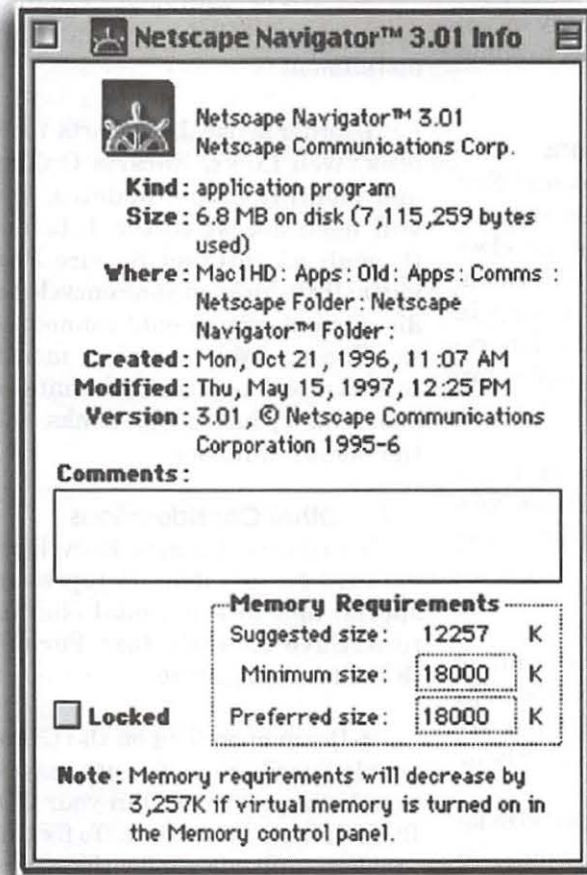 Netscape Navigator™ 3.01 Info
Netscape Navigator™ 3.01
Netscape Communications Corp.
Kind: application program
Size: 6.8 MB on disk (7,115,259 bytes
used)
Where: Mac1HD: Apps: Old: Apps: Comms :
Netscape Folder: Netscape
Navigator™ Folder:
Created: Mon, Oct 21, 1996, 11:07 AM
Modified: Thu, May 15, 1997, 12:25 PM
Version: 3.01, © Netscape Communications
Corporation 1995-6
Comments:
Memory Requirements
Suggested size: 12257 K
Minimum size: 18000 K
Locked Preferred size: 18000 K
Note: Memory requirements will decrease by
3,257K if virtual memory is turned on in
the Memory control panel.